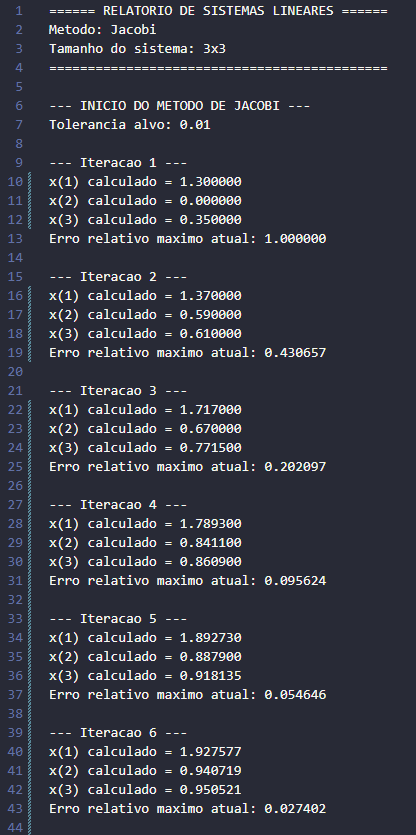 1 ====== RELATORIO DE SISTEMAS LINEARES ======
2 Metodo: Jacobi
3 Tamanho do sistema: 3x3
4 ============================================
5
6 --- INICIO DO METODO DE JACOBI ---
7 Tolerancia alvo: 0.01
8
9 --- Iteracao 1 ---
10 x(1) calculado = 1.300000
11 x(2) calculado = 0.000000
12 x(3) calculado = 0.350000
13 Erro relativo maximo atual: 1.000000
14
15 --- Iteracao 2 ---
16 x(1) calculado = 1.370000
17 x(2) calculado = 0.590000
18 x(3) calculado = 0.610000
19 Erro relativo maximo atual: 0.430657
20
21 --- Iteracao 3 ---
22 x(1) calculado = 1.717000
23 x(2) calculado = 0.670000
24 x(3) calculado = 0.771500
25 Erro relativo maximo atual: 0.202097
26
27 --- Iteracao 4 ---
28 x(1) calculado = 1.789300
29 x(2) calculado = 0.841100
30 x(3) calculado = 0.860900
31 Erro relativo maximo atual: 0.095624
32
33 --- Iteracao 5 ---
34 x(1) calculado = 1.892730
35 x(2) calculado = 0.887900
36 x(3) calculado = 0.918135
37 Erro relativo maximo atual: 0.054646
38
39 --- Iteracao 6 ---
40 x(1) calculado = 1.927577
41 x(2) calculado = 0.940719
42 x(3) calculado = 0.950521
43 Erro relativo maximo atual: 0.027402
44